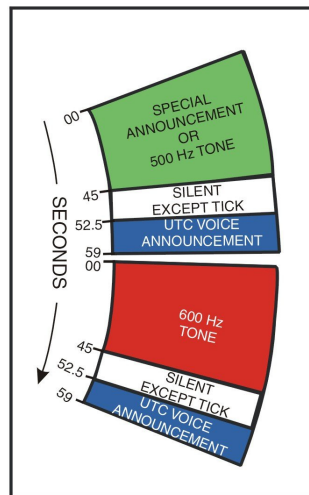 00
SPECIAL
ANNOUNCEMENT
OR
500 Hz TONE
45
SILENT
EXCEPT TICK
52.5
UTC VOICE
ANNOUNCEMENT
59
00
SECONDS
600 Hz
TONE
45
SILENT
EXCEPT TICK
52.5
UTC VOICE
ANNOUNCEMENT
59